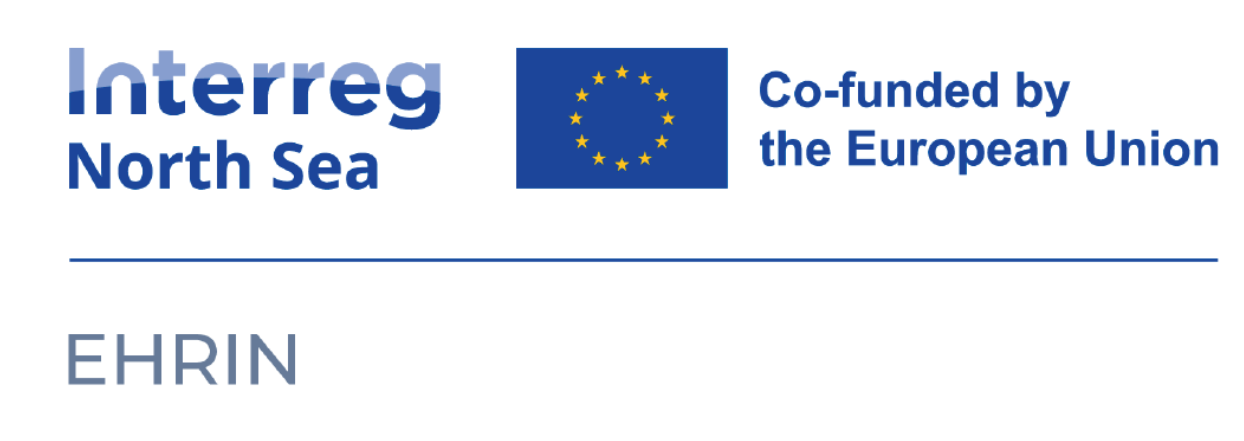 Interreg
North Sea
Co-funded by
the European Union
EHRIN